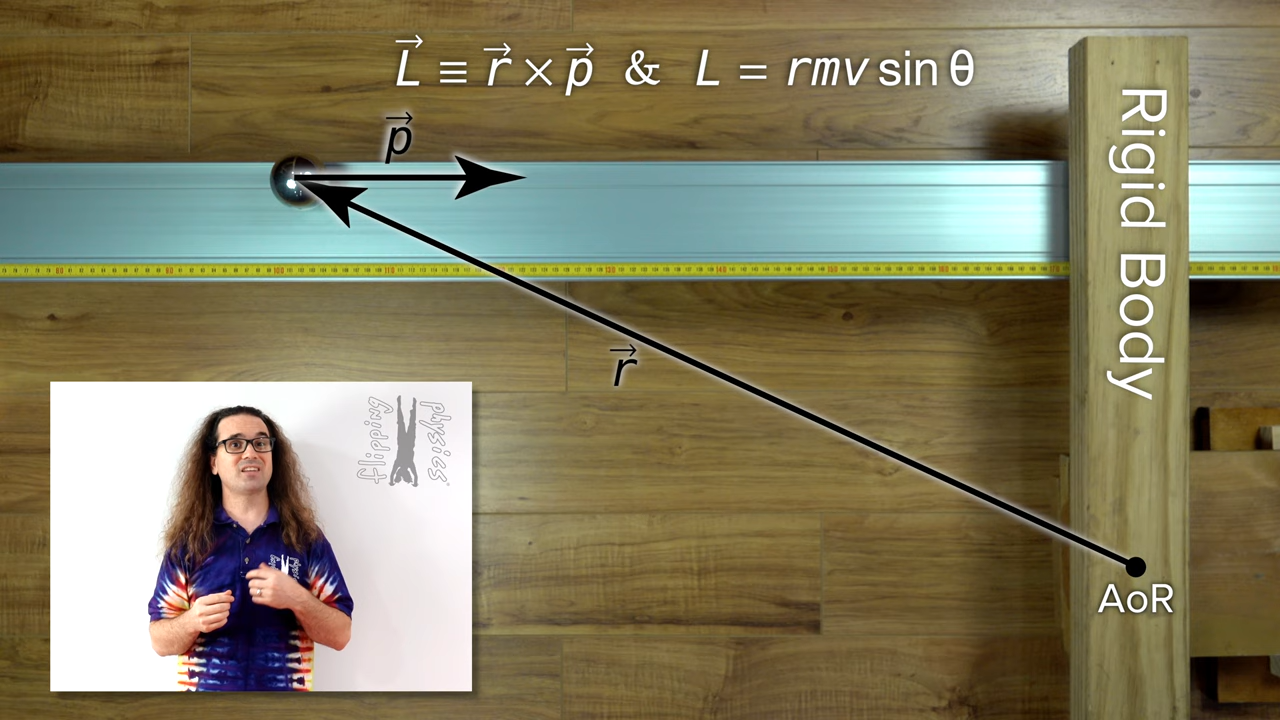 L⃗ ≡ r⃗ × p⃗ & L = rmv sin θ
p⃗
r⃗
Rigid Body
AoR
flipping
physics